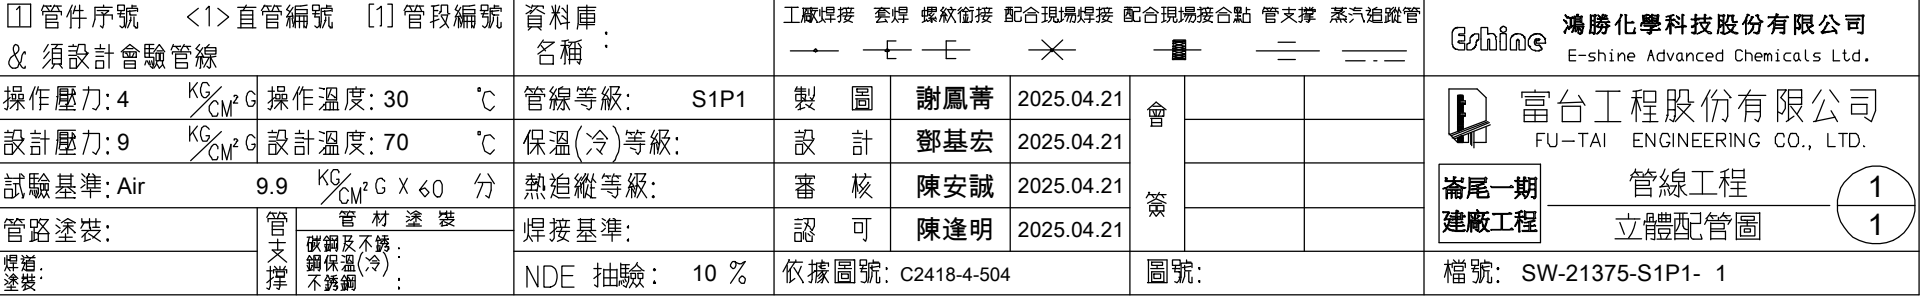 1 管件序號 <1>直管編號 [1]管段編號
& 須設計會驗管線
資料庫名稱:
工廠焊接 套焊 螺紋銜接 配合現場焊接 配合現場接合點 管支撐 蒸汽追蹤管
Eshine 鴻勝化學科技股份有限公司
E-shine Advanced Chemicals Ltd.
操作壓力: 4 KG/CM² G 操作溫度: 30 °C 管線等級: S1P1 製圖 謝鳳菁 2025.04.21
設計壓力: 9 KG/CM² G 設計溫度: 70 °C 保溫(冷)等級: 設計 鄧基宏 2025.04.21
試驗基準: Air 9.9 KG/CM² G X 60 分 熱追縱等級: 審核 陳安誠 2025.04.21
管路塗裝: 管支撐 管材塗裝 焊接基準: 認可 陳逢明 2025.04.21
會簽
焊道塗裝:
碳鋼及不銹鋼保溫(冷):
不銹鋼:
NDE 抽驗: 10 % 依據圖號: C2418-4-504 圖號:
富台工程股份有限公司
FU-TAI ENGINEERING CO., LTD.
崙尾一期
建廠工程
管線工程
立體配管圖
1
1
檔號: SW-21375-S1P1- 1